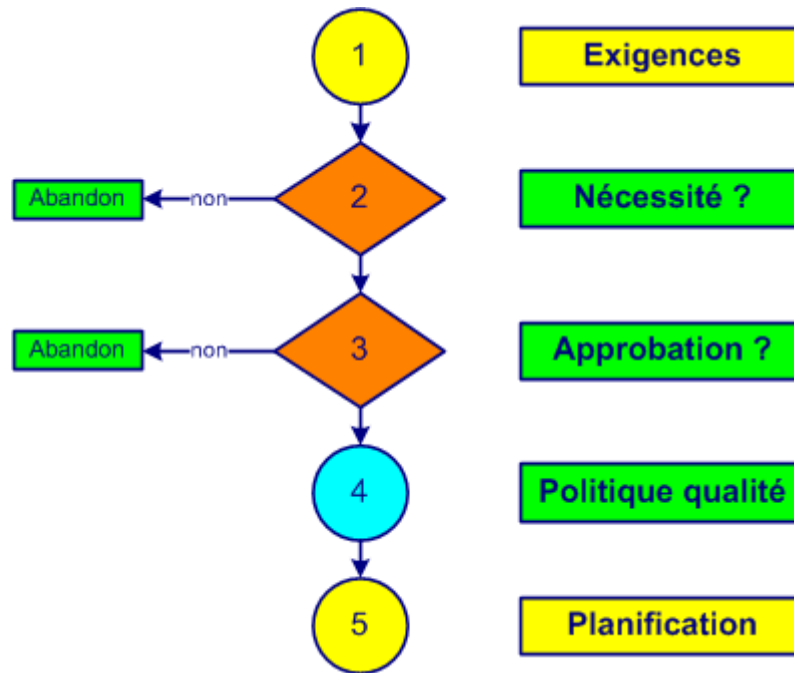 1
Exigences
Abandon
non
2
Nécessité ?
Abandon
non
3
Approbation ?
4
Politique qualité
5
Planification